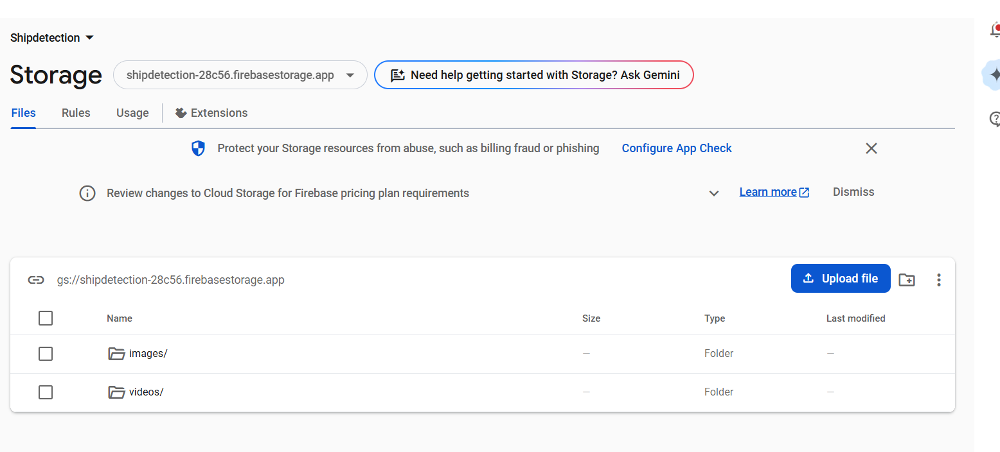 Shipdetection
Storage shipdetection-28c56.firebasestorage.app Need help getting started with Storage? Ask Gemini
Files Rules Usage Extensions
Protect your Storage resources from abuse, such as billing fraud or phishing Configure App Check
Review changes to Cloud Storage for Firebase pricing plan requirements Learn more Dismiss
gs://shipdetection-28c56.firebasestorage.app Upload file
Name Size Type Last modified
images/ — Folder —
videos/ — Folder —